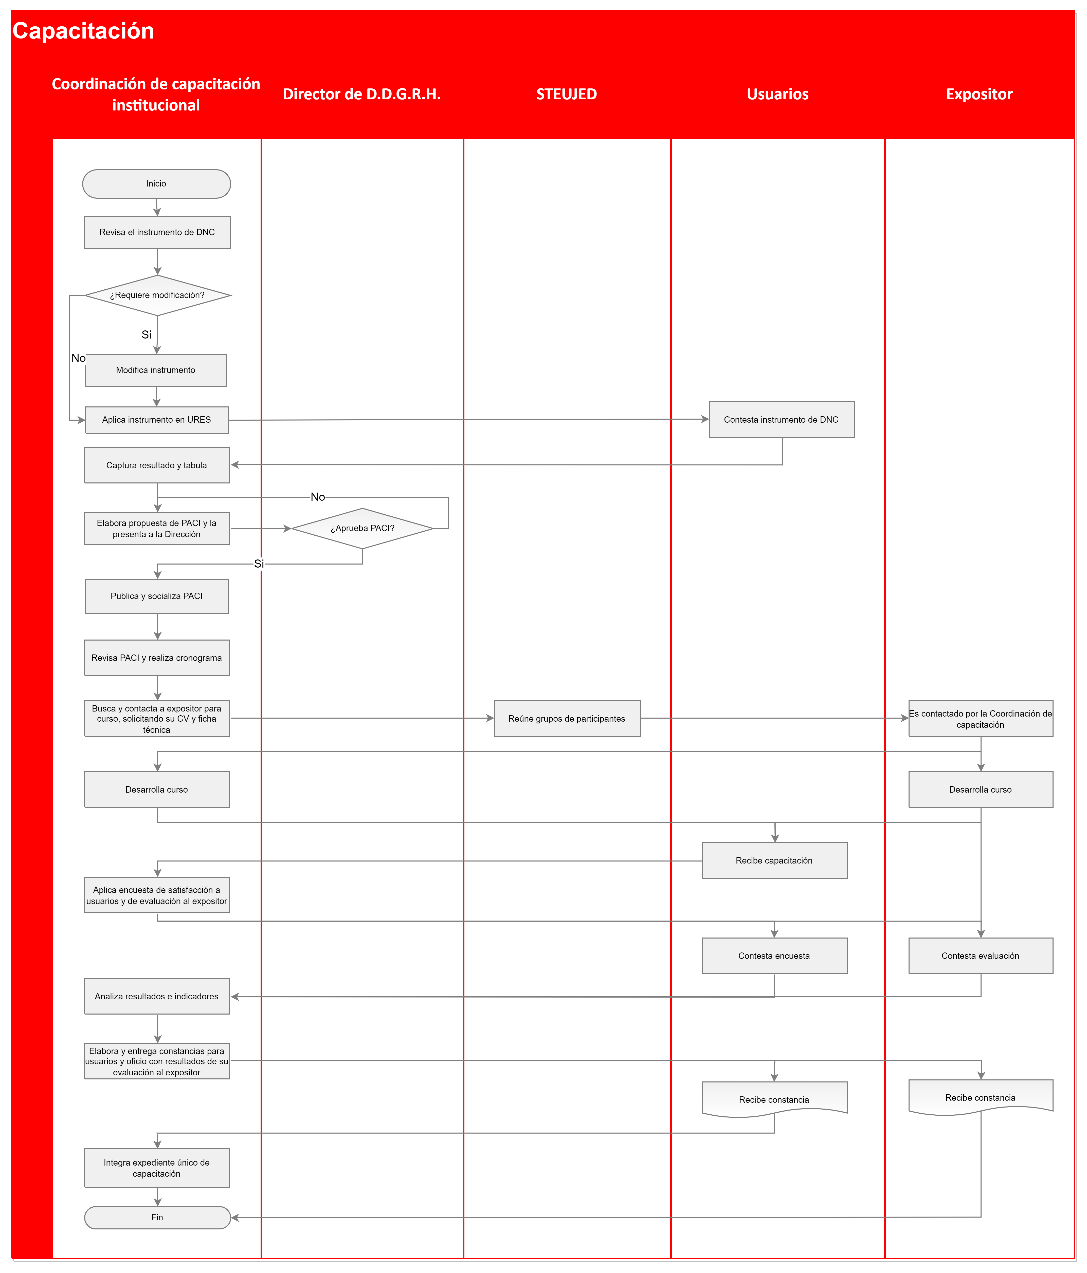 Capacitación
Coordinación de capacitación
institucional
Director de D.D.G.R.H.
STEUJED
Usuarios
Expositor
Inicio
Revisa el instrumento de DNC
¿Requiere modificación?
Si
No
Modifica instrumento
Aplica instrumento en URES
Contesta instrumento de DNC
Captura resultado y tabula
No
Elabora propuesta de PACI y la
presenta a la Dirección
¿Aprueba PACI?
Si
Publica y socializa PACI
Revisa PACI y realiza cronograma
Busca y contacta a expositor para
curso, solicitando su CV y ficha
técnica
Reúne grupos de participantes
Es contactado por la Coordinación de
capacitación
Desarrolla curso
Desarrolla curso
Recibe capacitación
Aplica encuesta de satisfacción a
usuarios y de evaluación al expositor
Contesta encuesta
Contesta evaluación
Analiza resultados e indicadores
Elabora y entrega constancias para
usuarios y oficio con resultados de su
evaluación al expositor
Recibe constancia
Recibe constancia
Integra expediente único de
capacitación
Fin